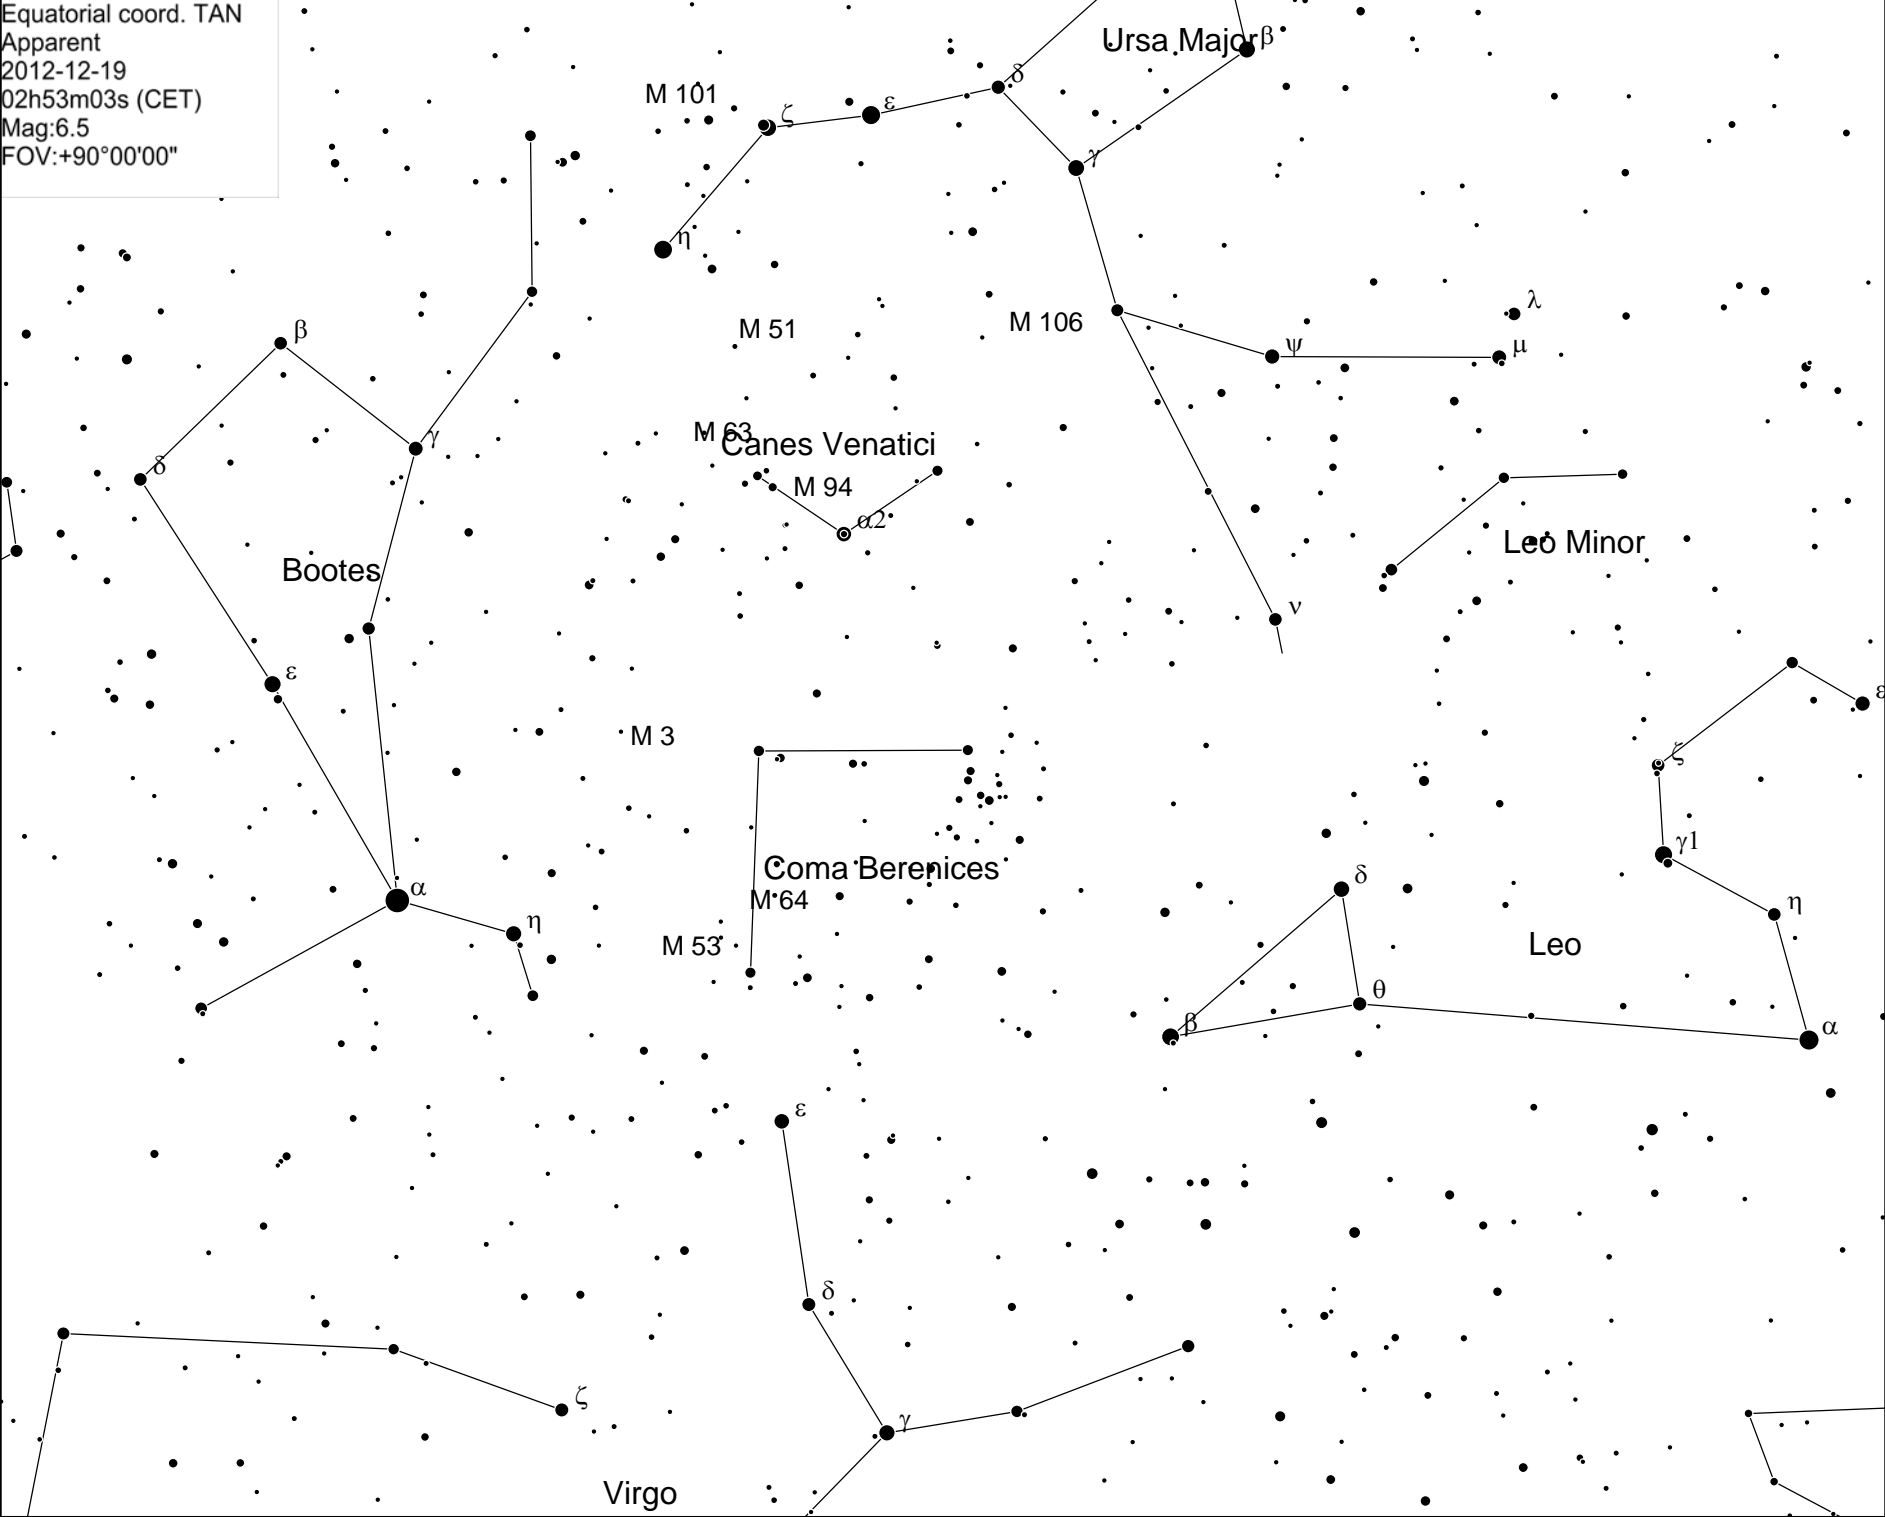 Equatorial coord. TAN
Apparent
2012-12-19
02h53m03s (CET)
Mag:6.5
FOV:+90°00'00"
Ursa Major β
δ
M 101
ζ
ε
γ
η
λ
β
M 51
M 106
ψ
μ
γ
M 63
Canes Venatici
δ
M 94
α2
Bootes
Leo Minor
ν
ε
ε
M 3
ζ
γ1
Coma Berenices
δ
α
M 64
η
η
M 53
Leo
θ
β
α
ε
δ
ζ
γ
Virgo